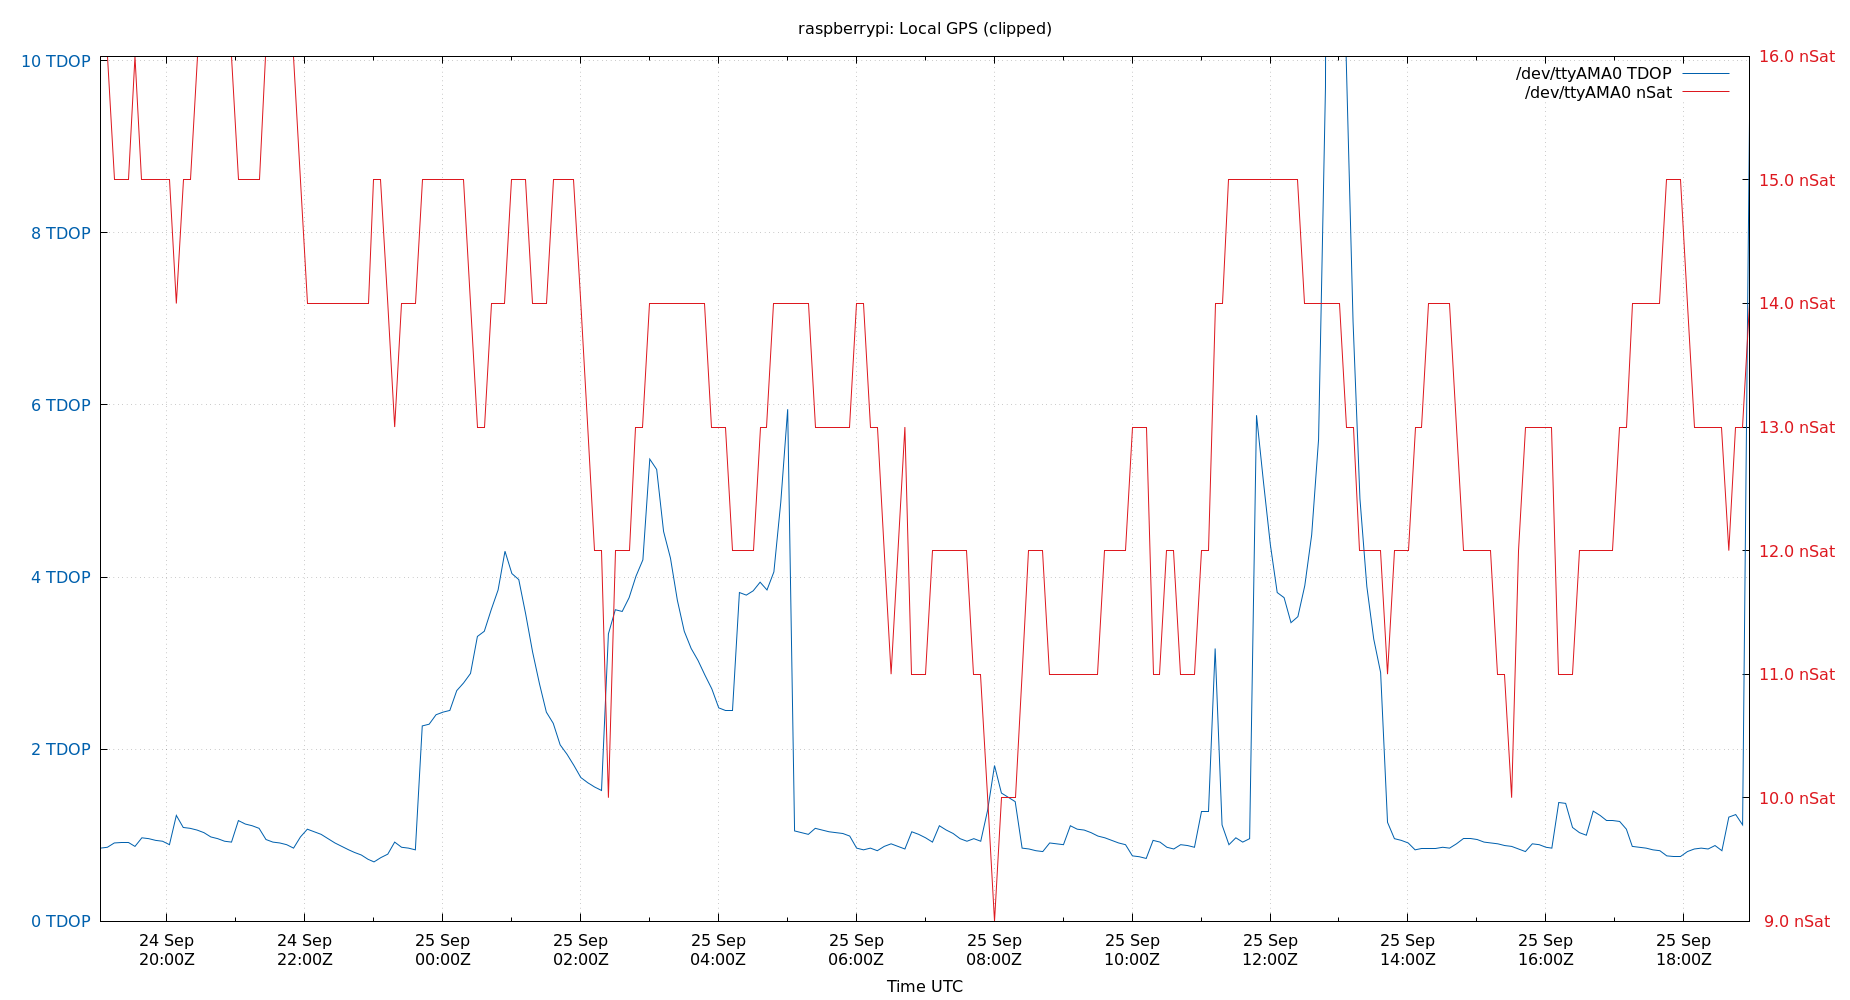 raspberrypi: Local GPS (clipped)
10 TDOP
8 TDOP
6 TDOP
4 TDOP
2 TDOP
0 TDOP
16.0 nSat
15.0 nSat
14.0 nSat
13.0 nSat
12.0 nSat
11.0 nSat
10.0 nSat
9.0 nSat
/dev/ttyAMA0 TDOP
/dev/ttyAMA0 nSat
24 Sep
20:00Z
24 Sep
22:00Z
25 Sep
00:00Z
25 Sep
02:00Z
25 Sep
04:00Z
25 Sep
06:00Z
25 Sep
08:00Z
25 Sep
10:00Z
25 Sep
12:00Z
25 Sep
14:00Z
25 Sep
16:00Z
25 Sep
18:00Z
Time UTC